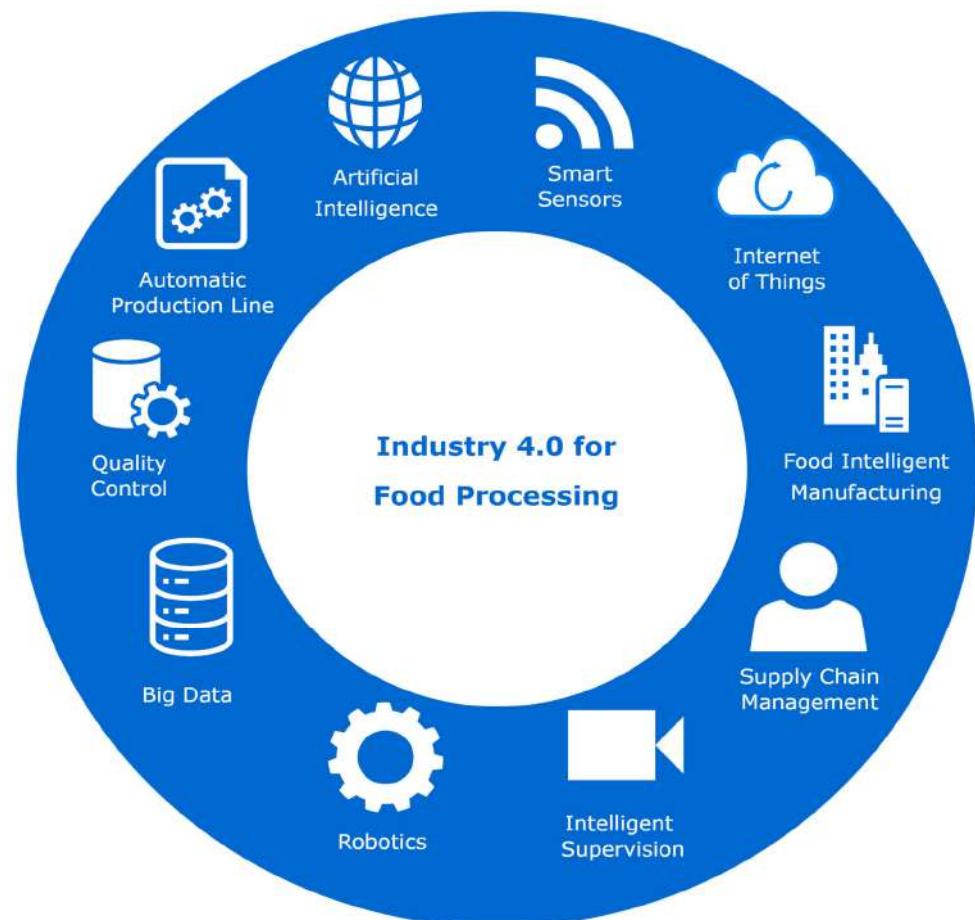 Artificial
Intelligence
Smart
Sensors
Internet
of Things
Food Intelligent
Manufacturing
Supply Chain
Management
Intelligent
Supervision
Robotics
Big Data
Quality
Control
Automatic
Production Line
Industry 4.0 for
Food Processing